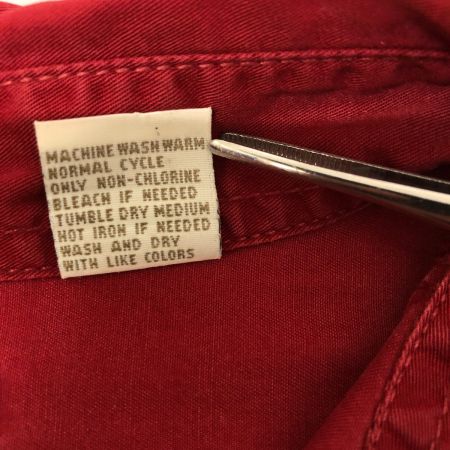 MACHINE WASH WARM
NORMAL CYCLE
ONLY NON-CHLORINE
BLEACH IF NEEDED
TUMBLE DRY MEDIUM
HOT IRON IF NEEDED
WASH AND DRY
WITH LIKE COLORS